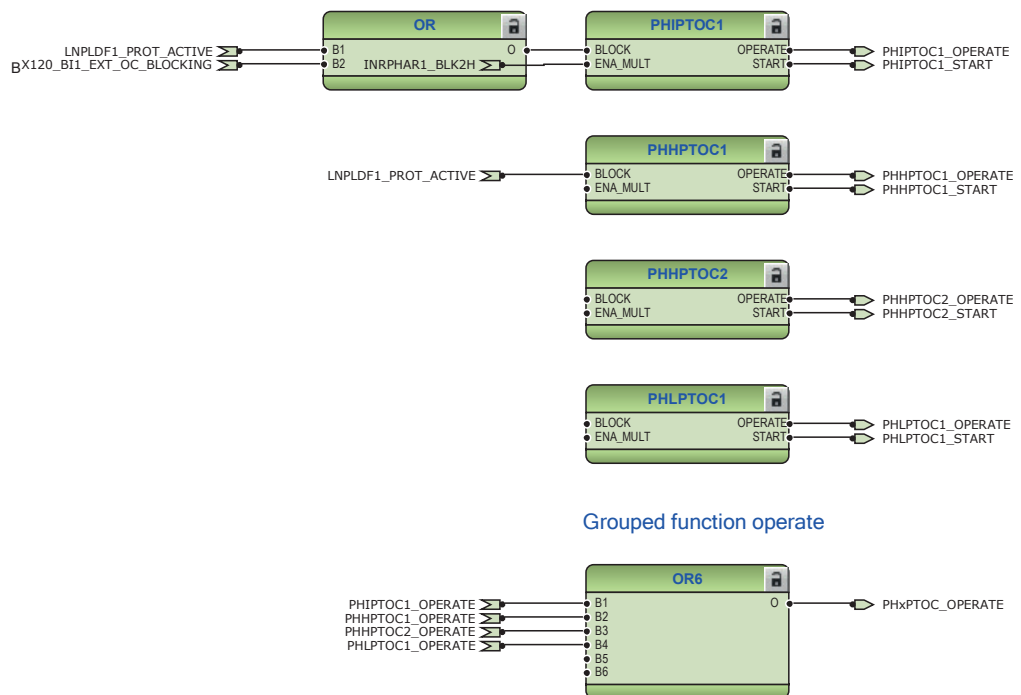 OR
PHIPTOC1
LNPLDF1_PROT_ACTIVE
B1
O
BLOCK
OPERATE
PHIPTOC1_OPERATE
BX120_BI1_EXT_OC_BLOCKING
B2
INRPHAR1_BLK2H
ENA_MULT
START
PHIPTOC1_START
PHHPTOC1
LNPLDF1_PROT_ACTIVE
BLOCK
OPERATE
PHHPTOC1_OPERATE
ENA_MULT
START
PHHPTOC1_START
PHHPTOC2
BLOCK
OPERATE
PHHPTOC2_OPERATE
ENA_MULT
START
PHHPTOC2_START
PHLPTOC1
BLOCK
OPERATE
PHLPTOC1_OPERATE
ENA_MULT
START
PHLPTOC1_START
Grouped function operate
OR6
PHIPTOC1_OPERATE
B1
O
PHxPTOC_OPERATE
PHHPTOC1_OPERATE
B2
PHHPTOC2_OPERATE
B3
PHLPTOC1_OPERATE
B4
B5
B6